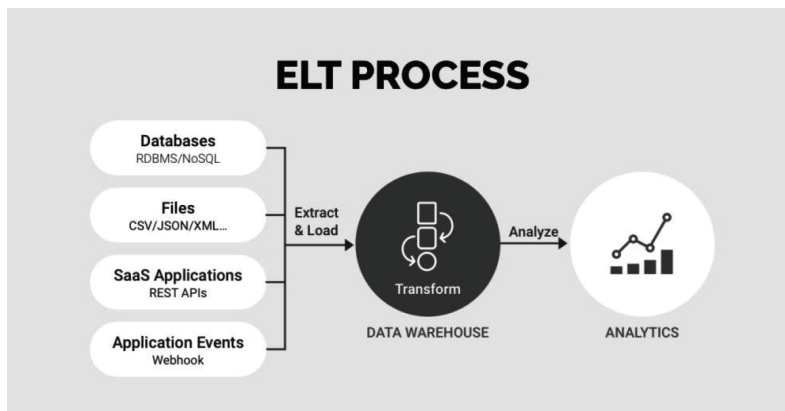 ELT PROCESS
Databases
RDBMS/NoSQL
Files
CSV/JSON/XML...
SaaS Applications
REST APIs
Application Events
Webhook
Extract
& Load
Transform
DATA WAREHOUSE
Analyze
ANALYTICS